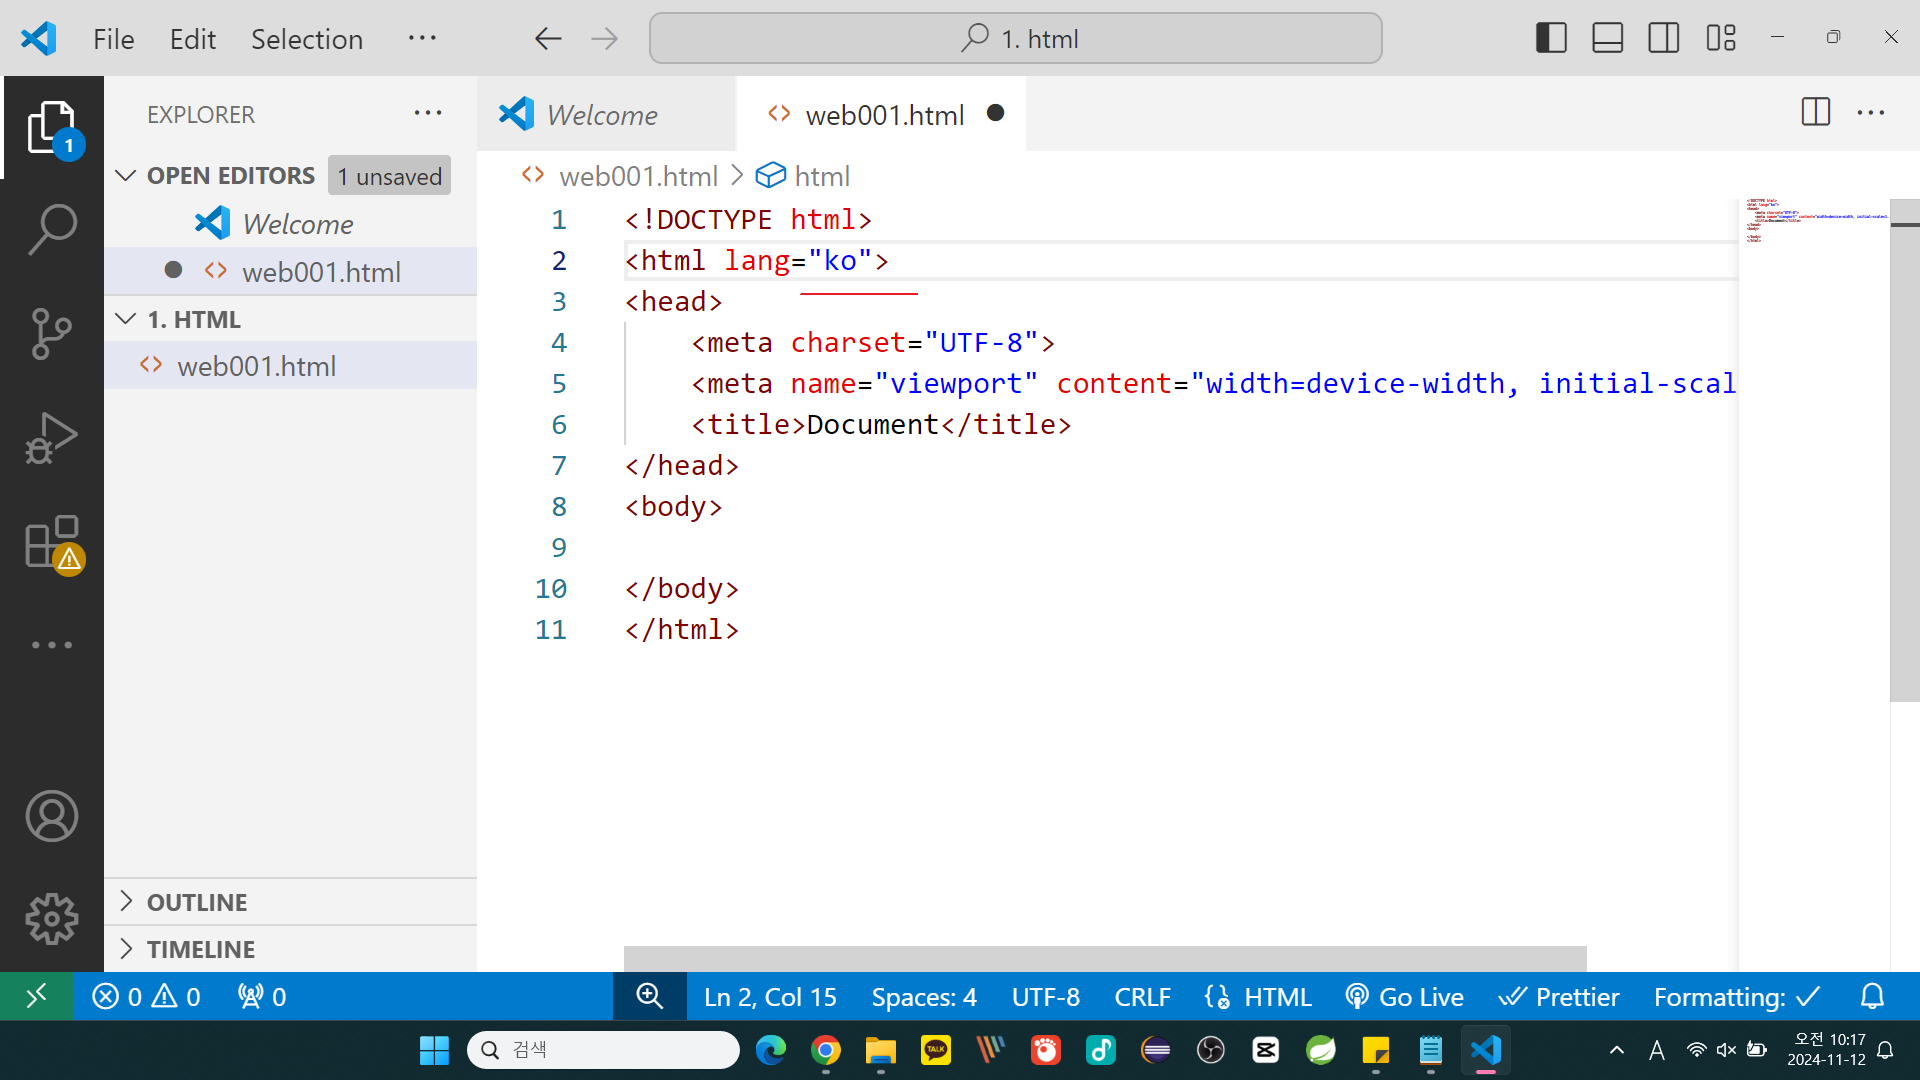 File Edit Selection ···
1. html
EXPLORER ···
OPEN EDITORS 1 unsaved
Welcome
web001.html
1. HTML
web001.html
OUTLINE
TIMELINE
1
Welcome
web001.html
web001.html > html
1 <!DOCTYPE html>
2 <html lang="ko">
3 <head>
4 <meta charset="UTF-8">
5 <meta name="viewport" content="width=device-width, initial-scal
6 <title>Document</title>
7 </head>
8 <body>
9
10 </body>
11 </html>
0 0 0
Ln 2, Col 15 Spaces: 4 UTF-8 CRLF HTML Go Live Prettier Formatting: ✓
검색
TALK
A
오전 10:17
2024-11-12